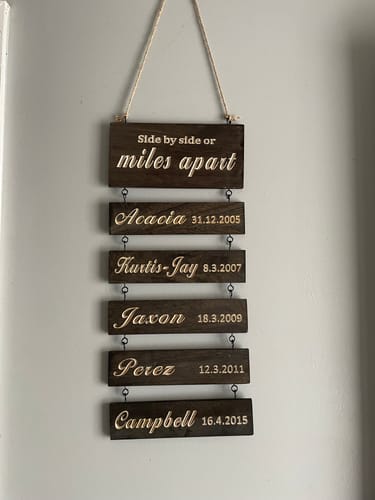 Side by side or
miles apart
Acacia 31.12.2005
Kurtis-Jay 8.3.2007
Jaxon 18.3.2009
Perez 12.3.2011
Campbell 16.4.2015